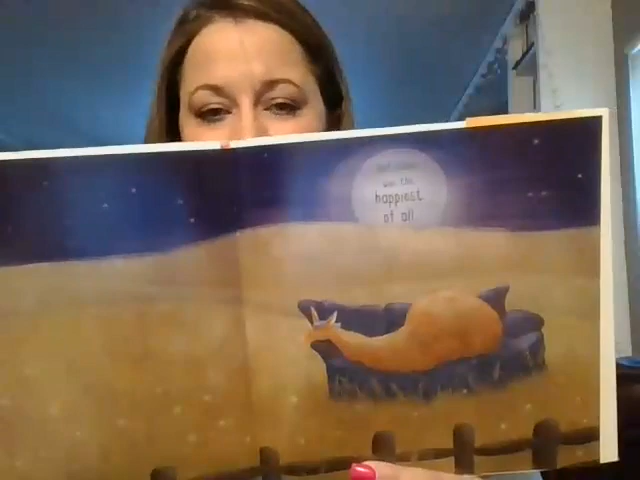 was the
happiest
of all